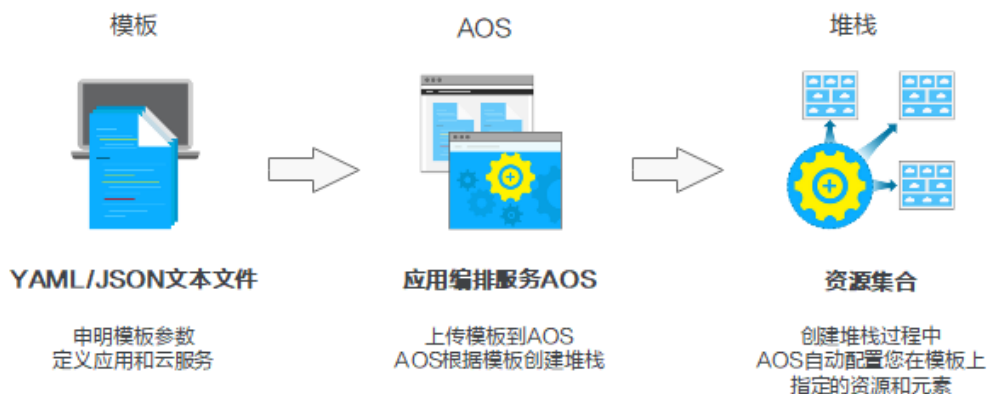 模板
AOS
堆栈
YAML/JSON文本文件
应用编排服务AOS
资源集合
申明模板参数
定义应用和云服务
上传模板到AOS
AOS根据模板创建堆栈
创建堆栈过程中
AOS自动配置您在模板上
指定的资源和元素